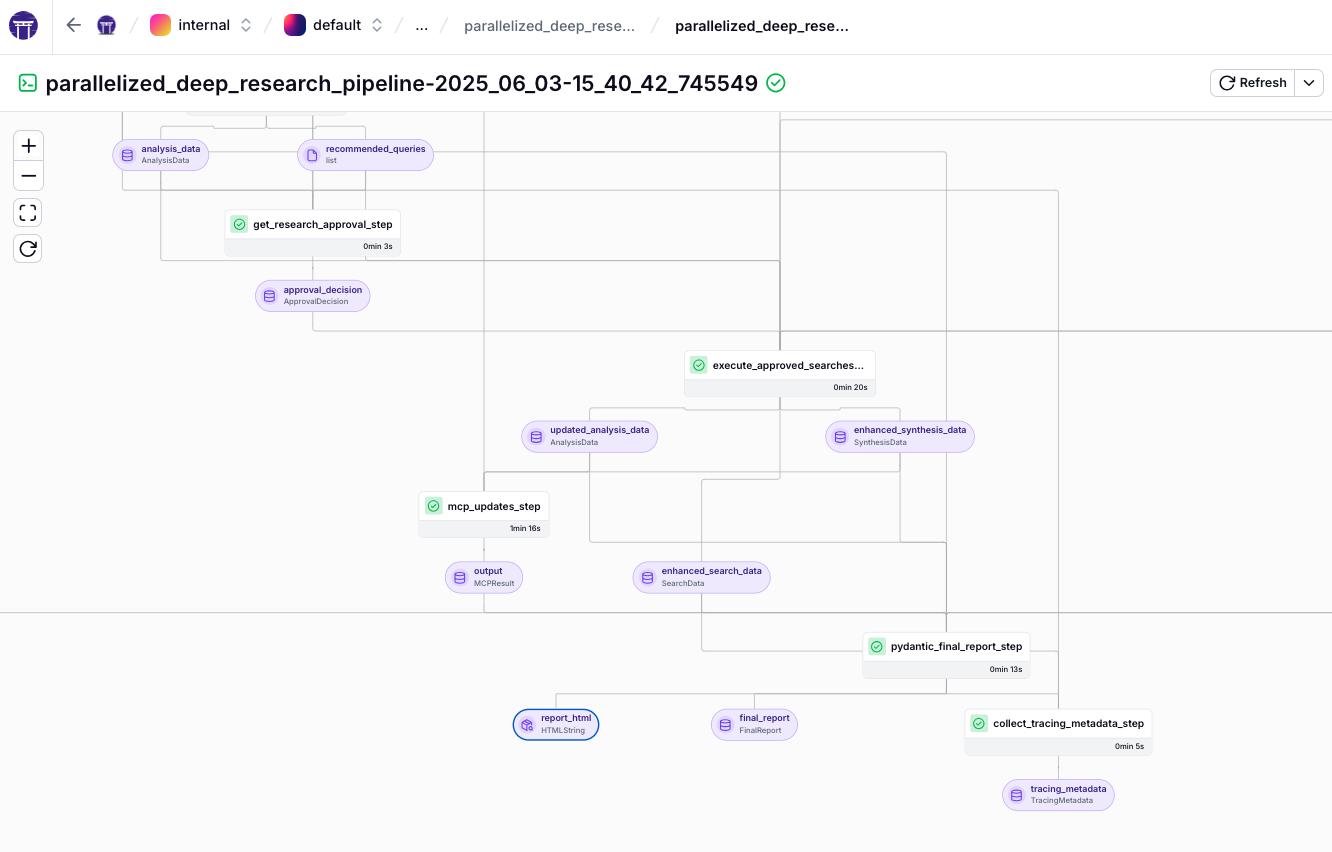 internal
default
...
parallelized_deep_rese...
parallelized_deep_rese...
parallelized_deep_research_pipeline-2025_06_03-15_40_42_745549
Refresh
analysis_data
AnalysisData
recommended_queries
list
get_research_approval_step
0min 3s
approval_decision
ApprovalDecision
execute_approved_searches...
0min 20s
updated_analysis_data
AnalysisData
enhanced_synthesis_data
SynthesisData
mcp_updates_step
1min 16s
output
MCPResult
enhanced_search_data
SearchData
pydantic_final_report_step
0min 13s
report_html
HTMLString
final_report
FinalReport
collect_tracing_metadata_step
0min 5s
tracing_metadata
TracingMetadata